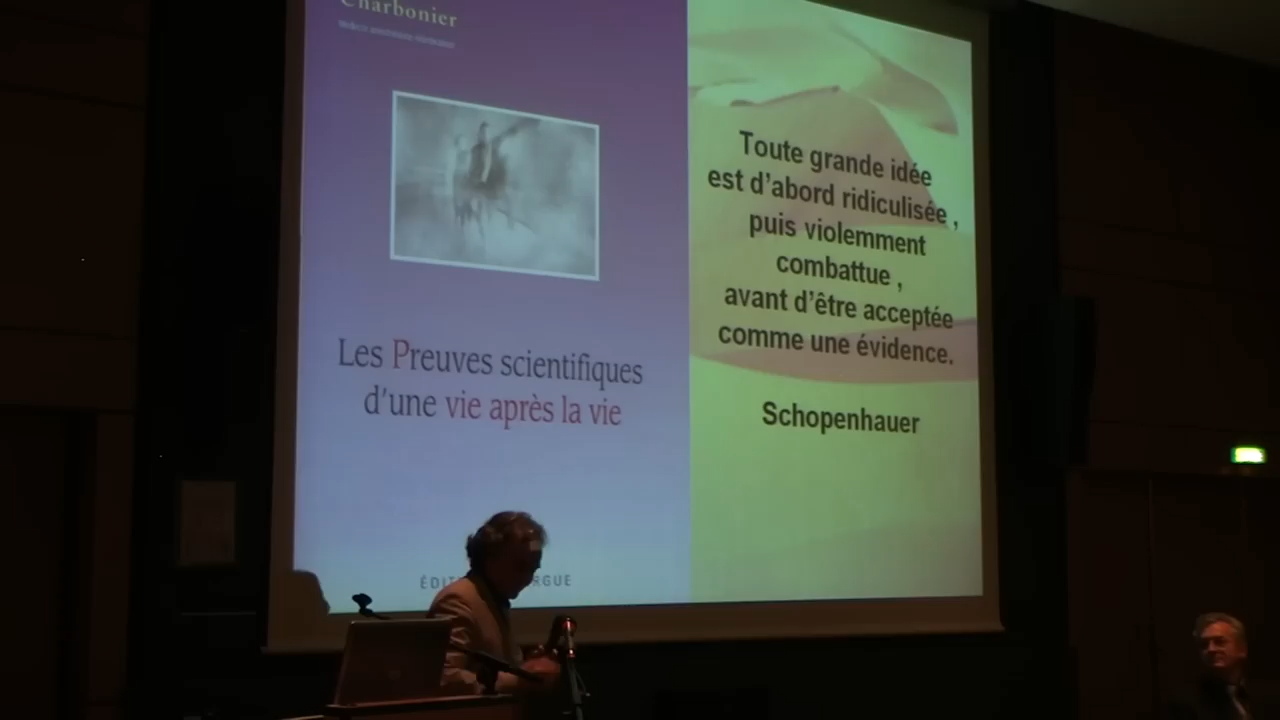 Charbonier
Les Preuves scientifiques
d'une vie après la vie
Toute grande idée
est d'abord ridiculisée ,
puis violemment
combattue ,
avant d'être acceptée
comme une évidence.
Schopenhauer